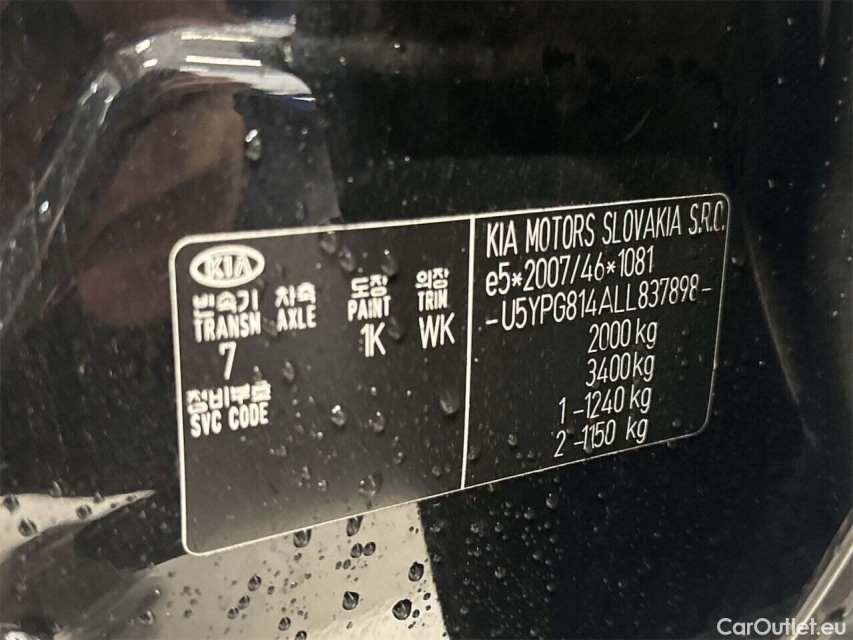 KIA
변속기 차축 도장 의장
TRANSM AXLE PAINT TRIM
7 1K WK
정비부호
SVC CODE
KIA MOTORS SLOVAKIA S.R.O.
e5*2007/46*1081
-U5YPG814ALL837898-
2000 kg
3400kg
1 -1240 kg
2 -1150 kg
CarOutlet.eu